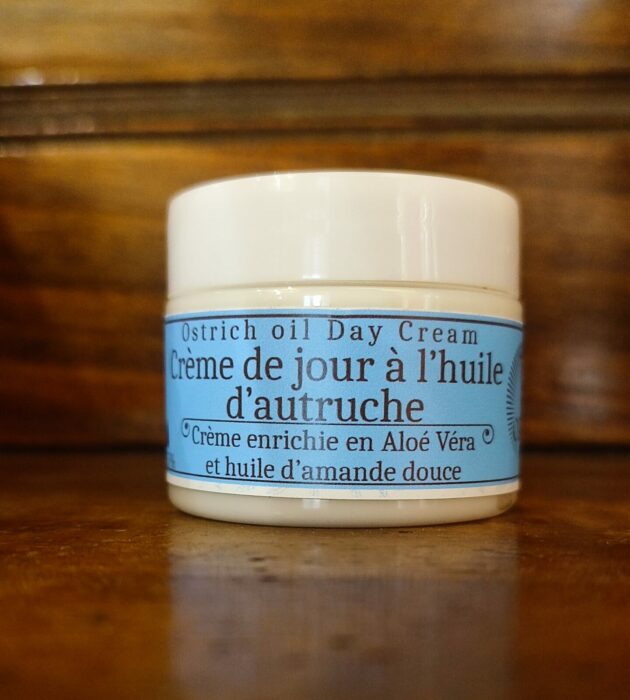 Ostrich oil Day Cream
Crème de jour à l'huile
d'autruche
Crème enrichie en Aloé Véra
et huile d'amande douce